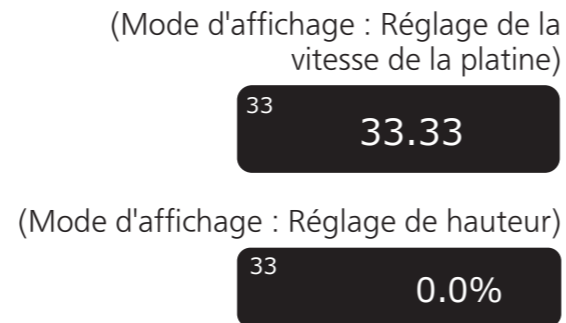 (Mode d'affichage : Réglage de la
vitesse de la platine)
33
33.33
(Mode d'affichage : Réglage de hauteur)
33
0.0%